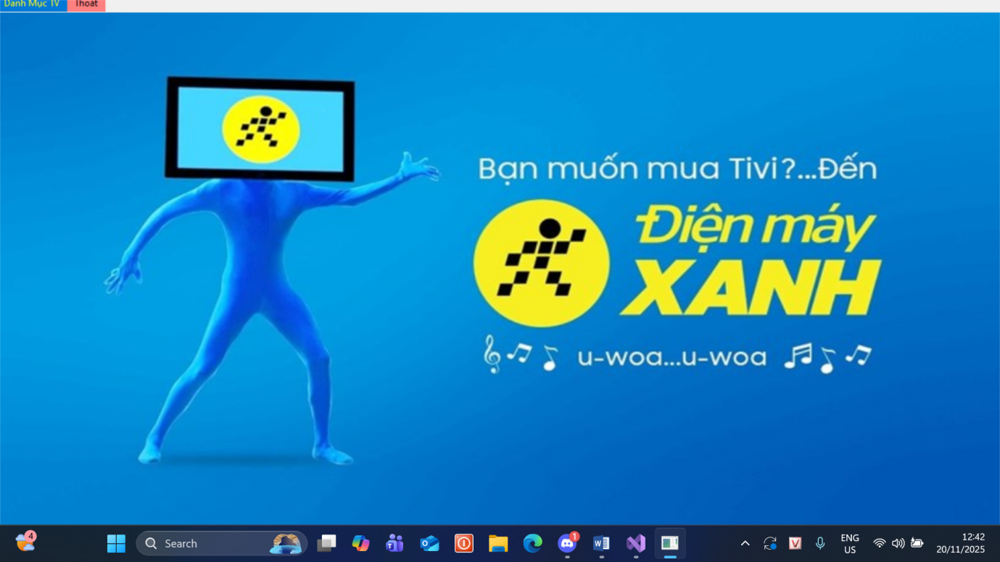 Danh Mục TV Thoát
Bạn muốn mua Tivi?...Đến
Điện máy
XANH
u-woa...u-woa
4
Search
1
ENG
US
12:42
20/11/2025